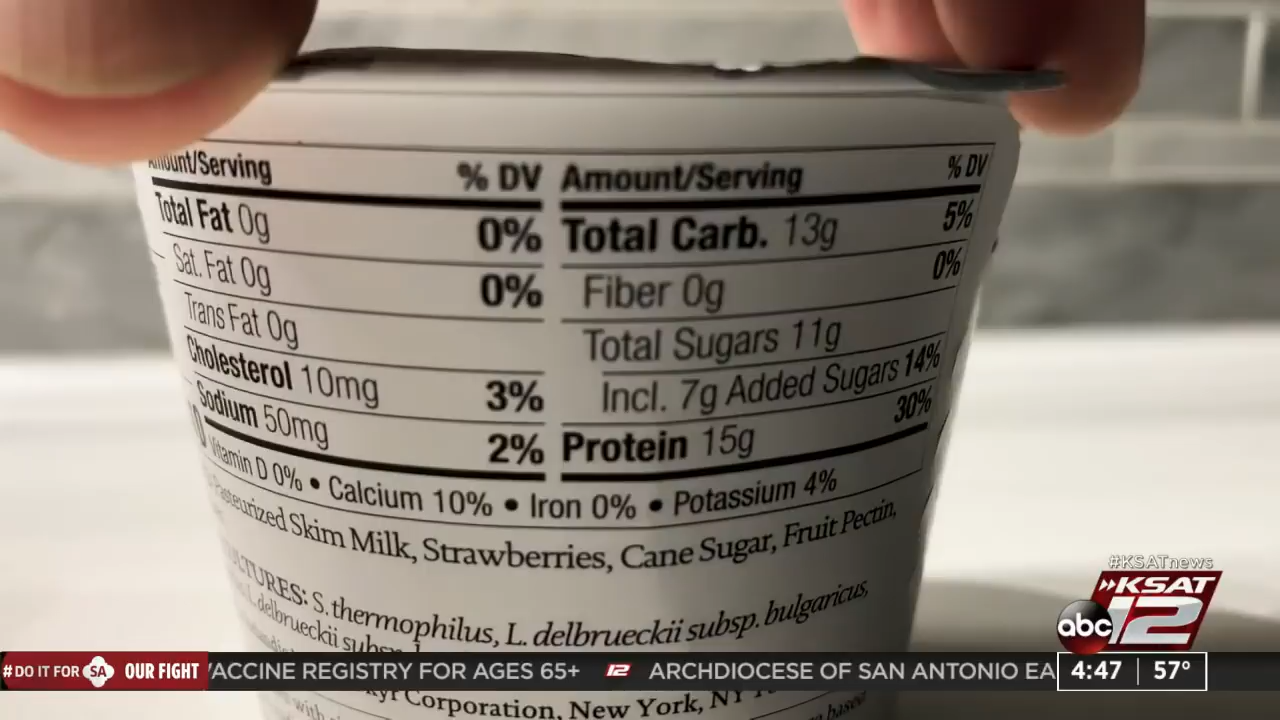 Amount/Serving % DV
Total Fat 0g 0%
Sat. Fat 0g 0%
Trans Fat 0g
Cholesterol 10mg 3%
Sodium 50mg 2%
Amount/Serving % DV
Total Carb. 13g 5%
Fiber 0g 0%
Total Sugars 11g
Incl. 7g Added Sugars 14%
Protein 15g 30%
Vitamin D 0% • Calcium 10% • Iron 0% • Potassium 4%
Pasteurized Skim Milk, Strawberries, Cane Sugar, Fruit Pectin,
S. thermophilus, L. delbrueckii subsp. bulgaricus,
L. delbrueckii subsp.
#KSATnews
KSAT
abc 12
#DO IT FOR SA OUR FIGHT VACCINE REGISTRY FOR AGES 65+ 12 ARCHDIOCESE OF SAN ANTONIO EA 4:47 57°
Corporation, New York, NY
with
based